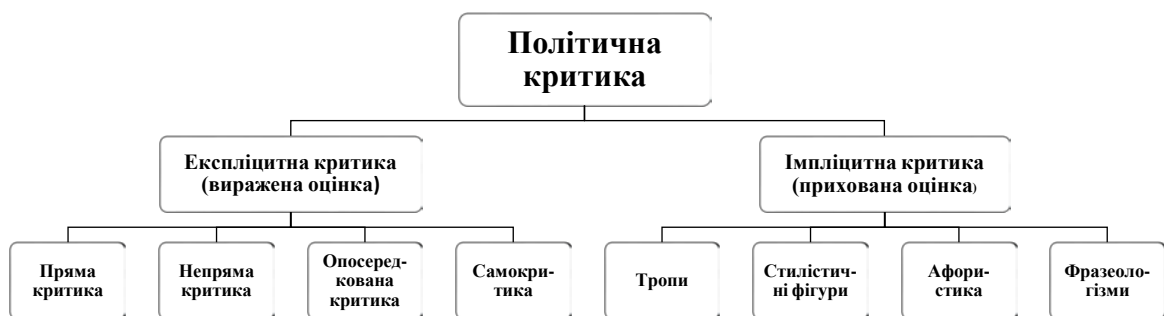 Політична
критика
Експліцитна критика
(виражена оцінка)
Імпліцитна критика
(прихована оцінка)
Пряма
критика
Непряма
критика
Опосеред-
кована
критика
Самокри-
тика
Тропи
Стилістич-
ні фігури
Афори-
стика
Фразеоло-
гізми